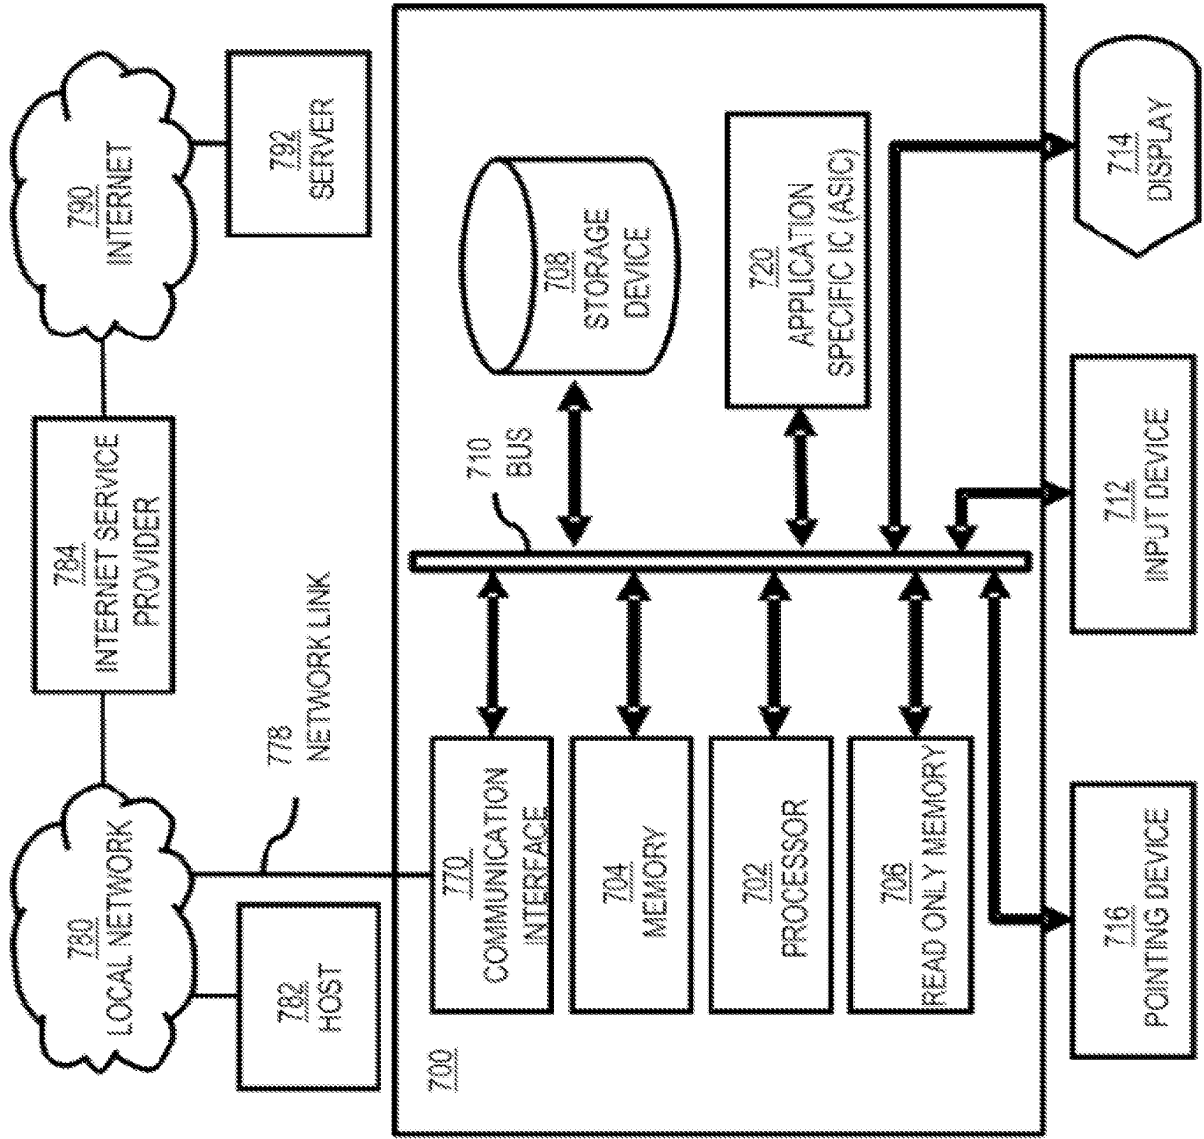 780
LOCAL NETWORK
784
INTERNET SERVICE
PROVIDER
790
INTERNET
782
HOST
778
NETWORK LINK
792
SERVER
700
770
COMMUNICATION
INTERFACE
710
BUS
708
STORAGE
DEVICE
704
MEMORY
702
PROCESSOR
720
APPLICATION
SPECIFIC IC (ASIC)
706
READ ONLY MEMORY
716
POINTING DEVICE
712
INPUT DEVICE
714
DISPLAY